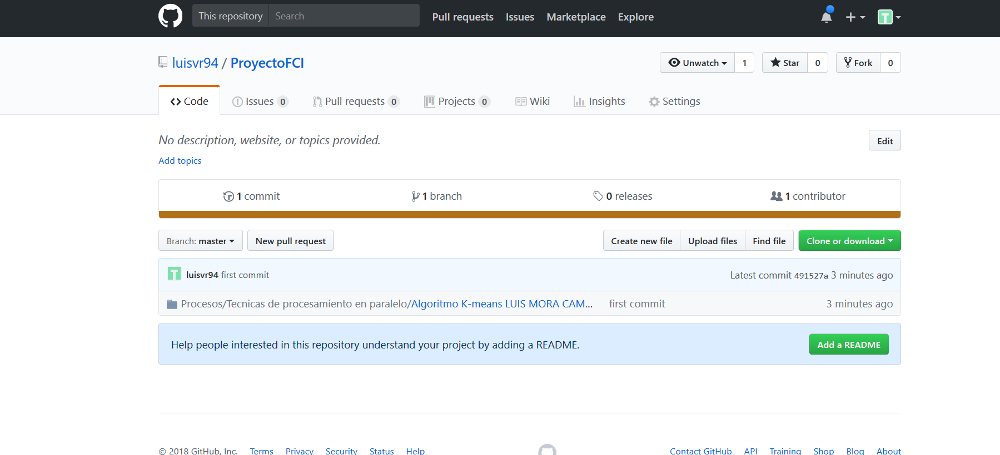 This repository Search Pull requests Issues Marketplace Explore
luisvr94 / ProyectoFCI Unwatch 1 Star 0 Fork 0
Code Issues 0 Pull requests 0 Projects 0 Wiki Insights Settings
No description, website, or topics provided. Edit
Add topics
1 commit 1 branch 0 releases 1 contributor
Branch: master New pull request Create new file Upload files Find file Clone or download
luisvr94 first commit Latest commit 491527a 3 minutes ago
Procesos/Tecnicas de procesamiento en paralelo/Algoritmo K-means LUIS MORA CAM... first commit 3 minutes ago
Help people interested in this repository understand your project by adding a README. Add a README
© 2018 GitHub, Inc. Terms Privacy Security Status Help Contact GitHub API Training Shop Blog About